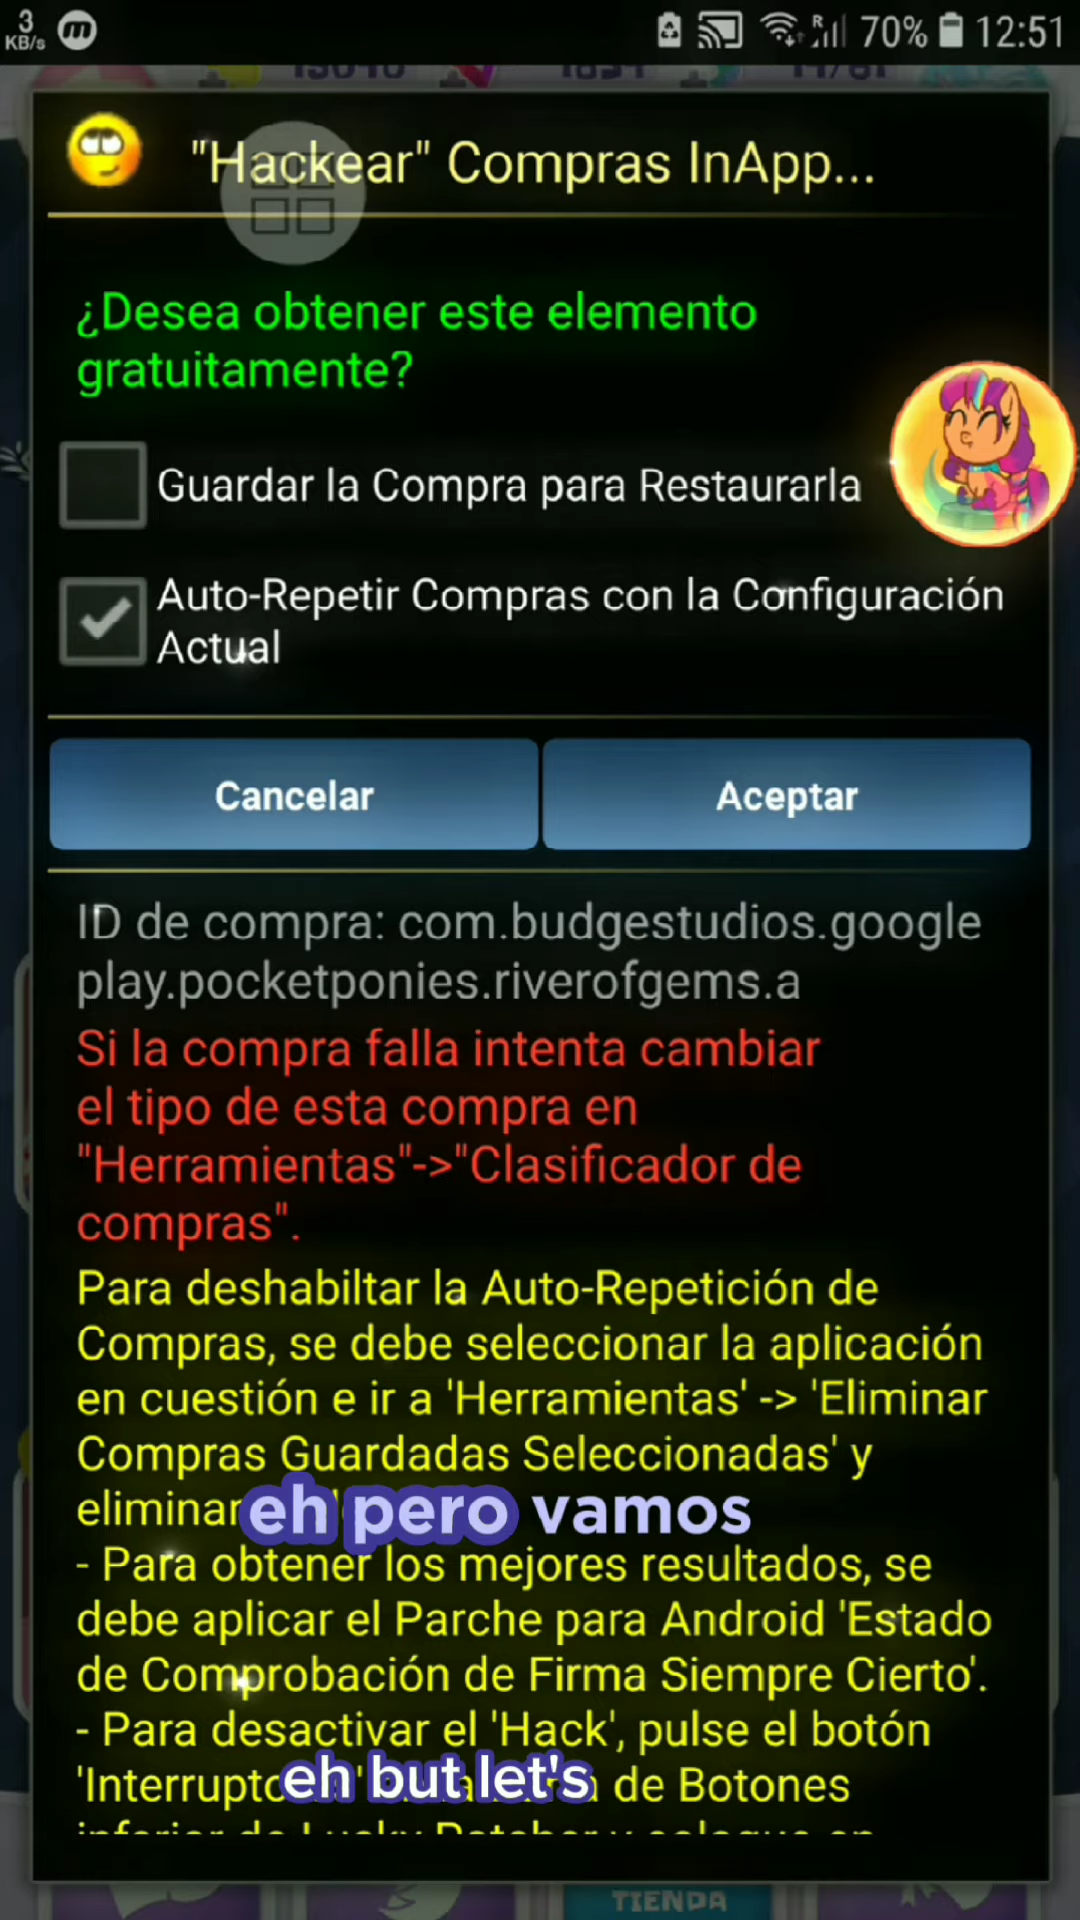 3
KB/s
70% 12:51
"Hackear" Compras InApp...
¿Desea obtener este elemento
gratuitamente?
Guardar la Compra para Restaurarla
Auto-Repetir Compras con la Configuración
Actual
Cancelar
Aceptar
ID de compra: com.budgestudios.google
play.pocketponies.riverofgems.a
Si la compra falla intenta cambiar
el tipo de esta compra en
"Herramientas"->"Clasificador de
compras".
Para deshabiltar la Auto-Repetición de
Compras, se debe seleccionar la aplicación
en cuestión e ir a 'Herramientas' -> 'Eliminar
Compras Guardadas Seleccionadas' y
eliminar
eh pero vamos
- Para obtener los mejores resultados, se
debe aplicar el Parche para Android 'Estado
de Comprobación de Firma Siempre Cierto'.
- Para desactivar el 'Hack', pulse el botón
de Botones
eh but let's
TIENDA